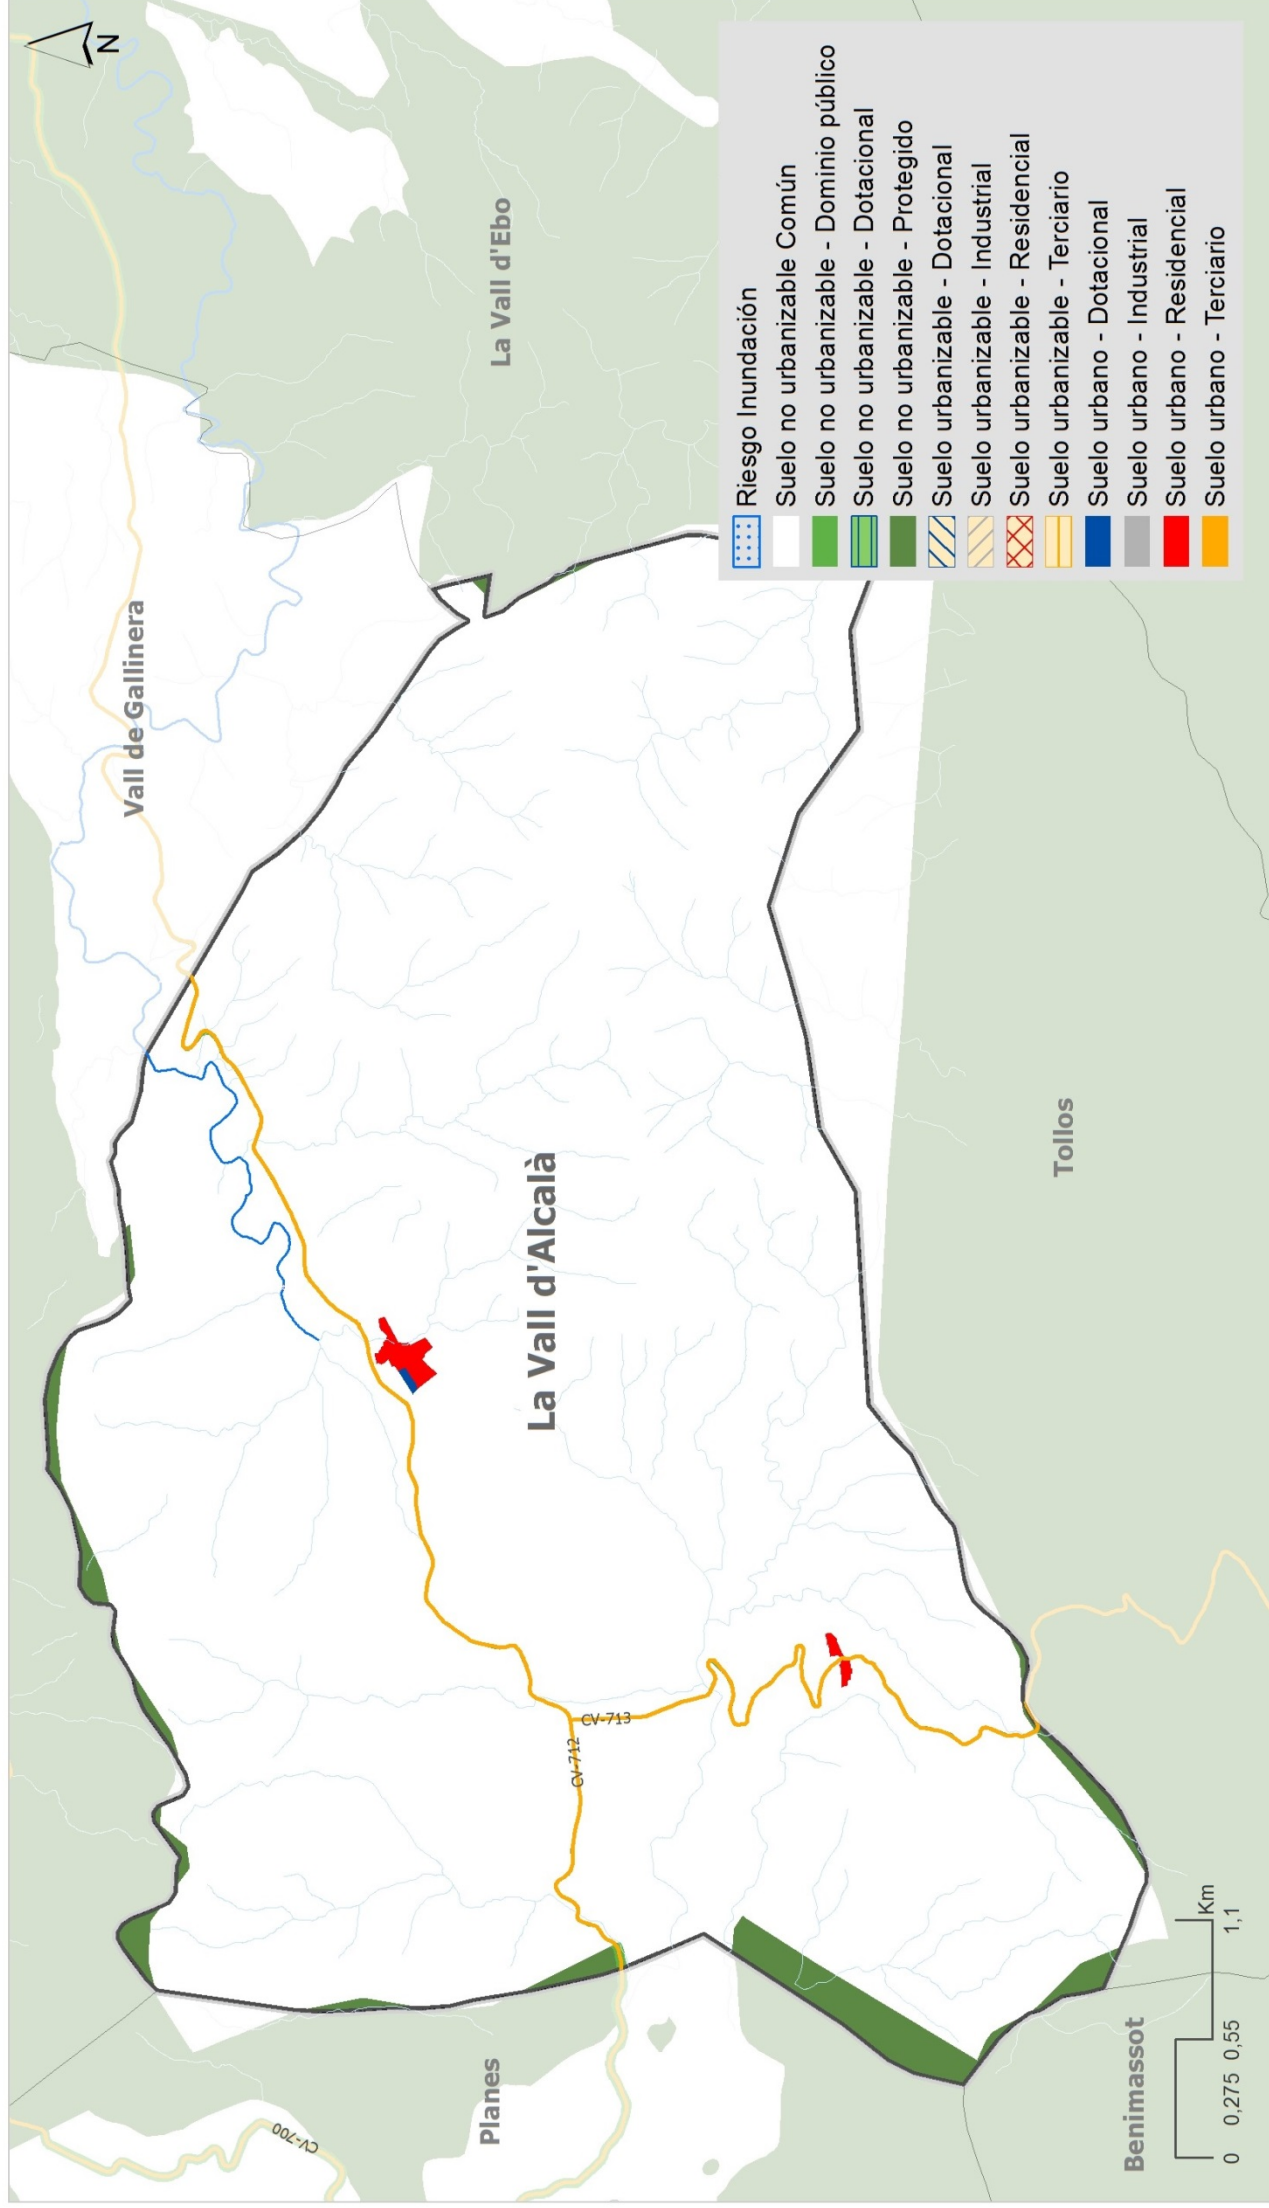 N
Vall de Gallinera
La Vall d'Ebo
La Vall d'Alcalà
Tollos
Planes
Benimassot
CV-700
CV-712
CV-713
0 0,275 0,55 1,1
Km
Riesgo Inundación
Suelo no urbanizable Común
Suelo no urbanizable - Dominio público
Suelo no urbanizable - Dotacional
Suelo no urbanizable - Protegido
Suelo urbanizable - Dotacional
Suelo urbanizable - Industrial
Suelo urbanizable - Residencial
Suelo urbanizable - Terciario
Suelo urbano - Dotacional
Suelo urbano - Industrial
Suelo urbano - Residencial
Suelo urbano - Terciario